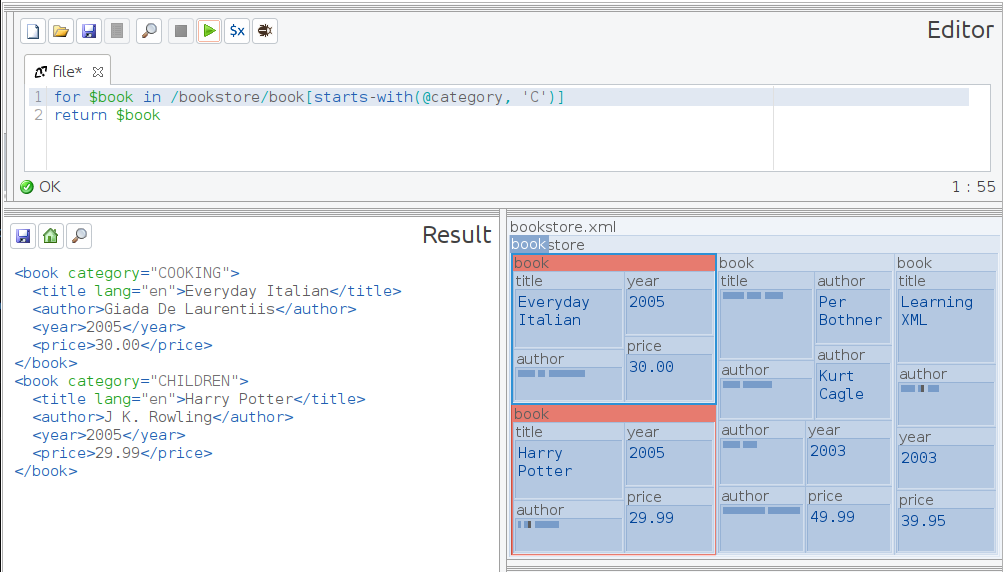 Editor
$x
file*
1 for $book in /bookstore/book[starts-with(@category, 'C')]
2 return $book
OK
1 : 55
Result
<book category="COOKING">
<title lang="en">Everyday Italian</title>
<author>Giada De Laurentiis</author>
<year>2005</year>
<price>30.00</price>
</book>
<book category="CHILDREN">
<title lang="en">Harry Potter</title>
<author>J K. Rowling</author>
<year>2005</year>
<price>29.99</price>
</book>
bookstore.xml
bookstore
book
title
Everyday
Italian
author
year
2005
price
30.00
book
title
Harry
Potter
author
year
2005
price
29.99
book
title
author
Per
Bothner
author
author
Kurt
Cagle
author
year
2003
author
price
49.99
book
title
Learning
XML
author
year
2003
price
39.95